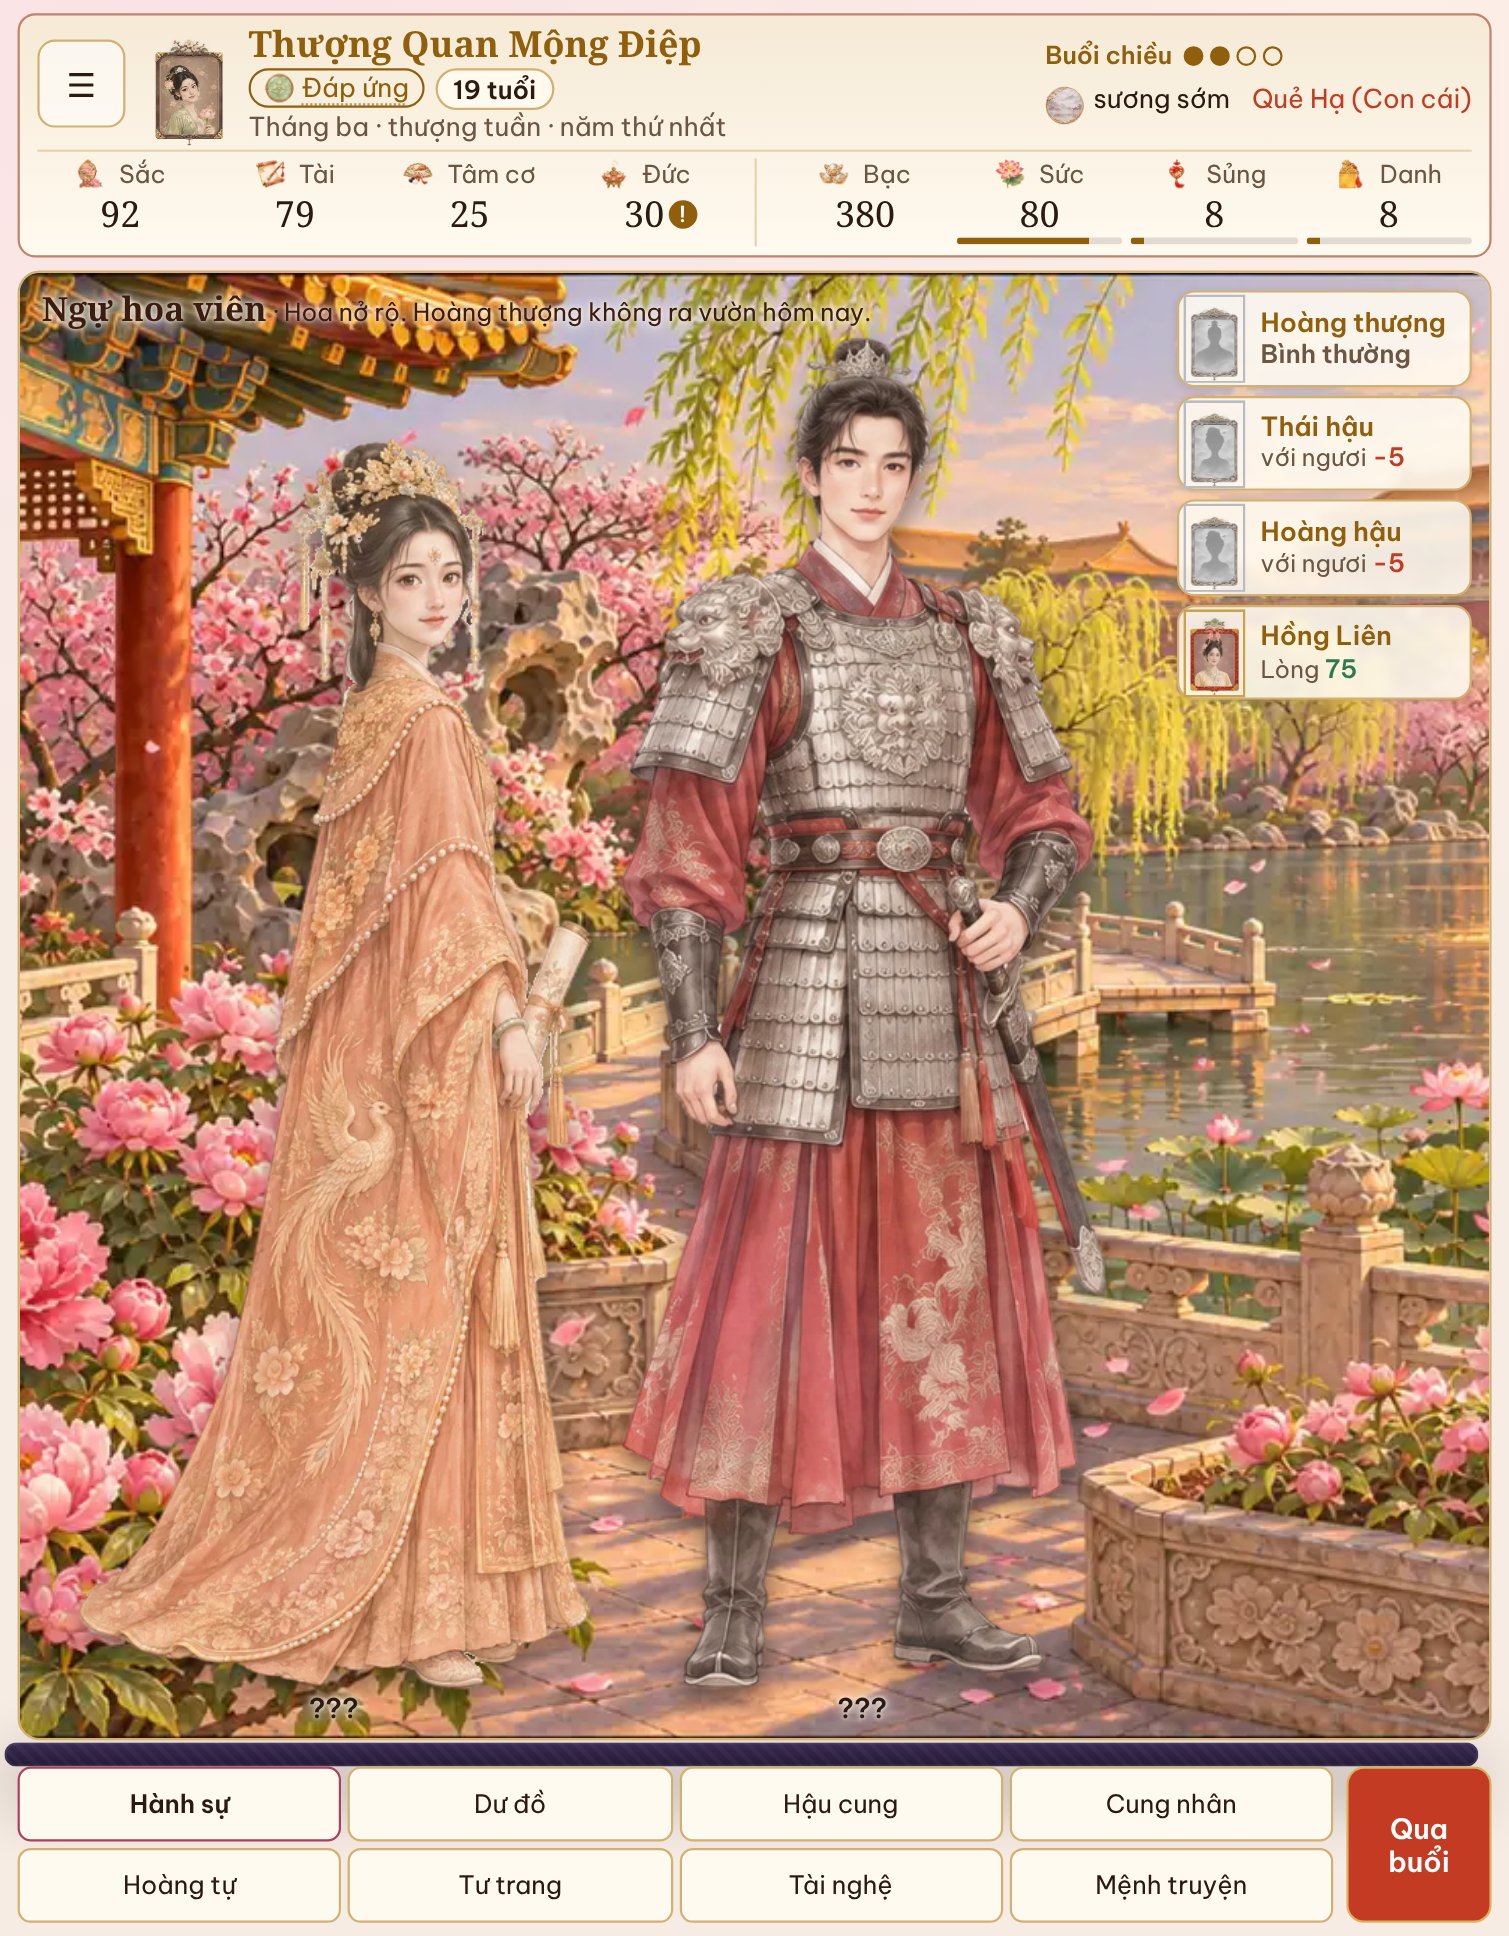 Thượng Quan Mộng Điệp
Đáp ứng
19 tuổi
Tháng ba · thượng tuần · năm thứ nhất
Buổi chiều
sương sớm
Quẻ Hạ (Con cái)
Sắc
92
Tài
79
Tâm cơ
25
Đức
30 !
Bạc
380
Sức
80
Sủng
8
Danh
8
Ngự hoa viên · Hoa nở rộ. Hoàng thượng không ra vườn hôm nay.
Hoàng thượng
Bình thường
Thái hậu
với ngươi -5
Hoàng hậu
với ngươi -5
Hồng Liên
Lòng 75
???
???
Hành sự
Dư đồ
Hậu cung
Cung nhân
Hoàng tự
Tư trang
Tài nghệ
Mệnh truyện
Qua
buổi